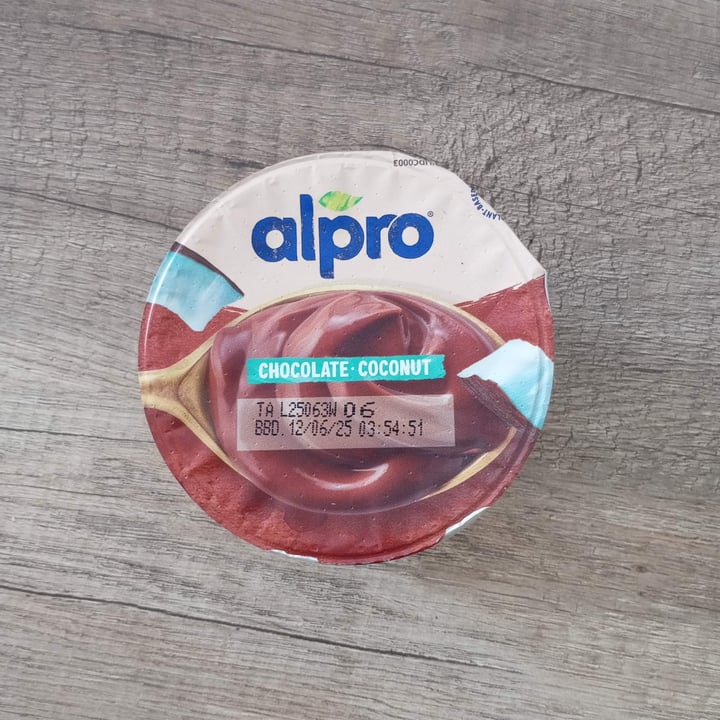 alpro®
CHOCOLATE · COCONUT
TA L25063W 06
BBD. 12/06/25 03:54:51